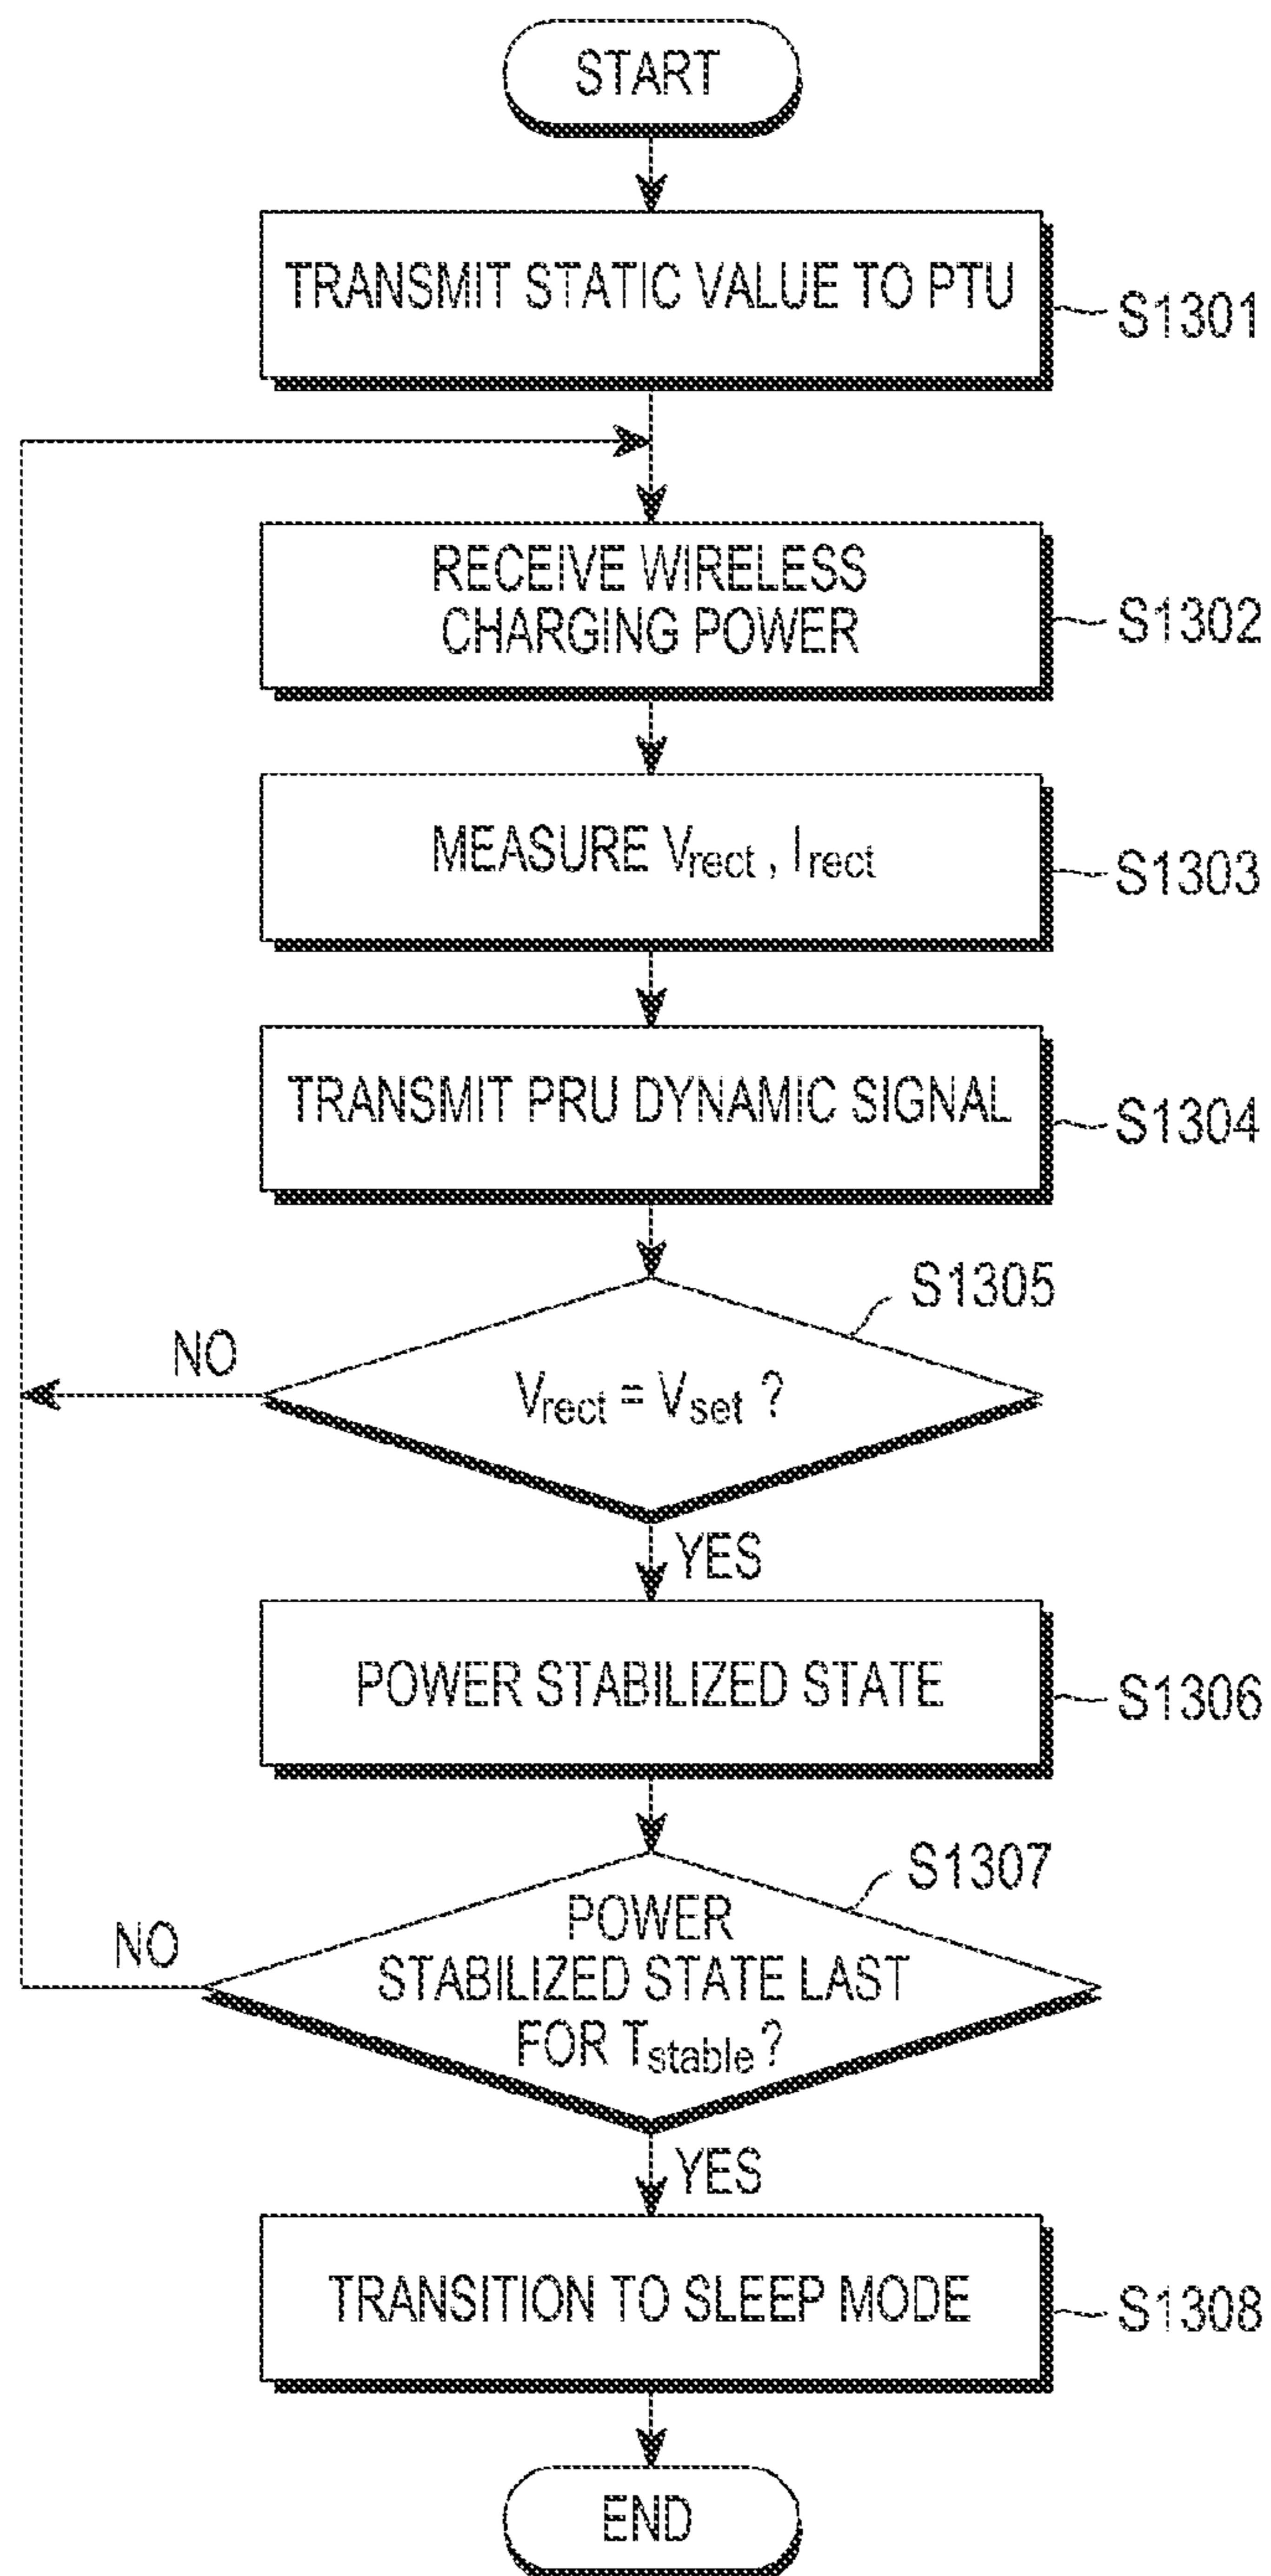 START
TRANSMIT STATIC VALUE TO PTU
S1301
RECEIVE WIRELESS
CHARGING POWER
S1302
MEASURE Vrect , Irect
S1303
TRANSMIT PRU DYNAMIC SIGNAL
S1304
S1305
NO
Vrect = Vset ?
YES
POWER STABILIZED STATE
S1306
S1307
NO
POWER
STABILIZED STATE LAST
FOR Tstable?
YES
TRANSITION TO SLEEP MODE
S1308
END